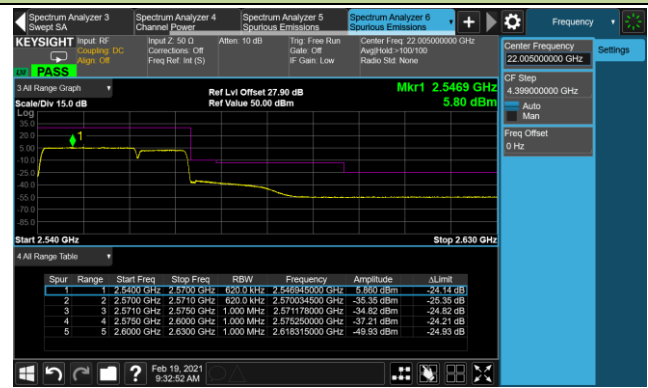 Spectrum Analyzer 3
Swept SA
Spectrum Analyzer 4
Channel Power
Spectrum Analyzer 5
Spurious Emissions
Spectrum Analyzer 6
Spurious Emissions
Frequency
KEYSIGHT
Input: RF
Coupling: DC
Align: Off
Input Z: 50 Ω
Corrections: Off
Freq Ref: Int (S)
Atten: 10 dB
Trig: Free Run
Gate: Off
IF Gain: Low
Center Freq: 22.005000000 GHz
Avg|Hold:>100/100
Radio Std: None
PASS
Center Frequency
22.005000000 GHz
Settings
CF Step
4.399000000 GHz
Auto
Man
Freq Offset
0 Hz
3 All Range Graph
Scale/Div 15.0 dB
Ref Lvl Offset 27.90 dB
Ref Value 50.00 dBm
Mkr1 2.5469 GHz
5.80 dBm
Log
35.0
20.0
5.00
-10.0
-25.0
-40.0
-55.0
-70.0
-85.0
1
Start 2.540 GHz
Stop 2.630 GHz
4 All Range Table
Spur Range Start Freq Stop Freq RBW Frequency Amplitude ΔLimit
1 1 2.5400 GHz 2.5700 GHz 620.0 kHz 2.546945000 GHz 5.860 dBm -24.14 dB
2 2 2.5700 GHz 2.5710 GHz 620.0 kHz 2.570034500 GHz -35.35 dBm -25.35 dB
3 3 2.5710 GHz 2.5750 GHz 1.000 MHz 2.571178000 GHz -34.82 dBm -24.82 dB
4 4 2.5750 GHz 2.6000 GHz 1.000 MHz 2.575250000 GHz -37.21 dBm -24.21 dB
5 5 2.6000 GHz 2.6300 GHz 1.000 MHz 2.618315000 GHz -49.93 dBm -24.93 dB
Feb 19, 2021
9:32:52 AM